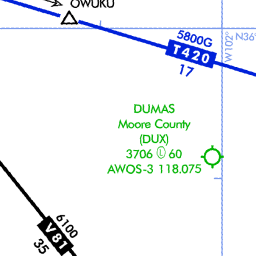 OWUKU
5800G
T420
17
W102°
N36°
DUMAS
Moore County
(DUX)
3706 Ⓛ 60
AWOS-3 118.075
6100
V81
35